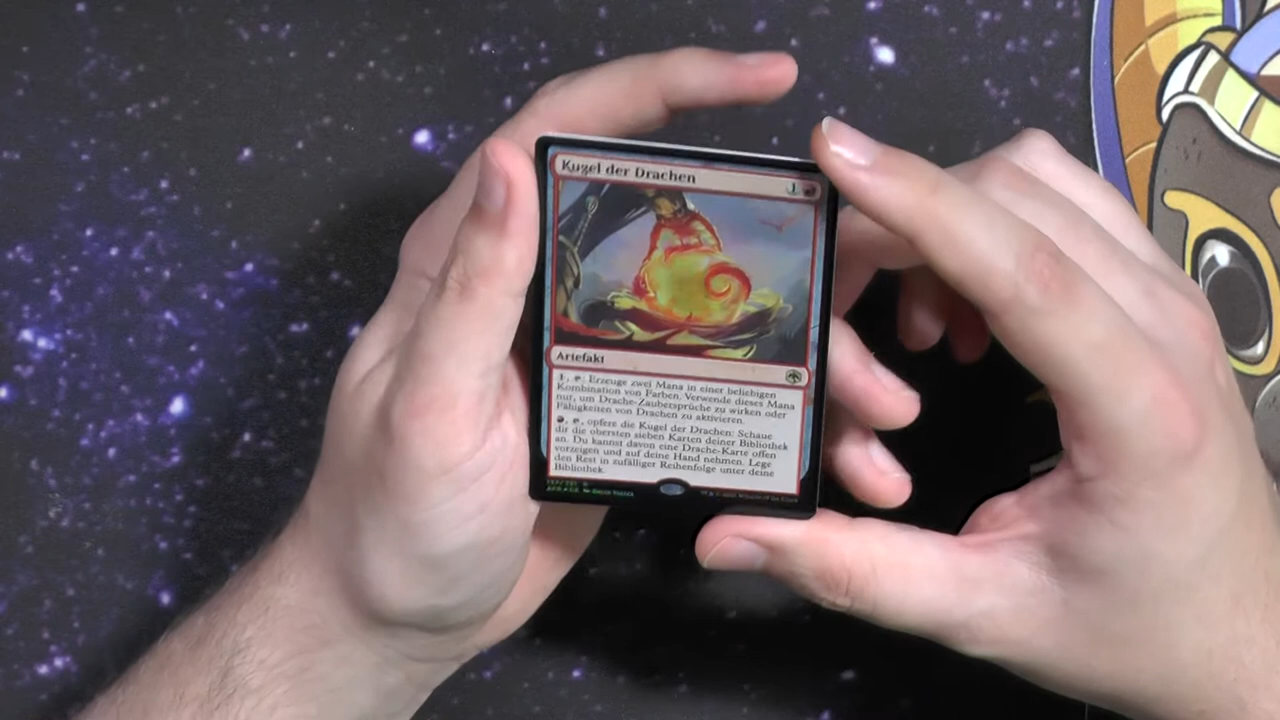 Kugel der Drachen
1
Artefakt
1, : Erzeuge zwei Mana in einer beliebigen
Kombination von Farben. Verwende dieses Mana
nur, um Drache-Zaubersprüche zu wirken oder
Fähigkeiten von Drachen zu aktivieren.
, , opfere die Kugel der Drachen: Schaue
dir die obersten sieben Karten deiner Bibliothek
an. Du kannst davon eine Drache-Karte offen
vorzeigen und auf deine Hand nehmen. Lege
den Rest in zufälliger Reihenfolge unter deine
Bibliothek.